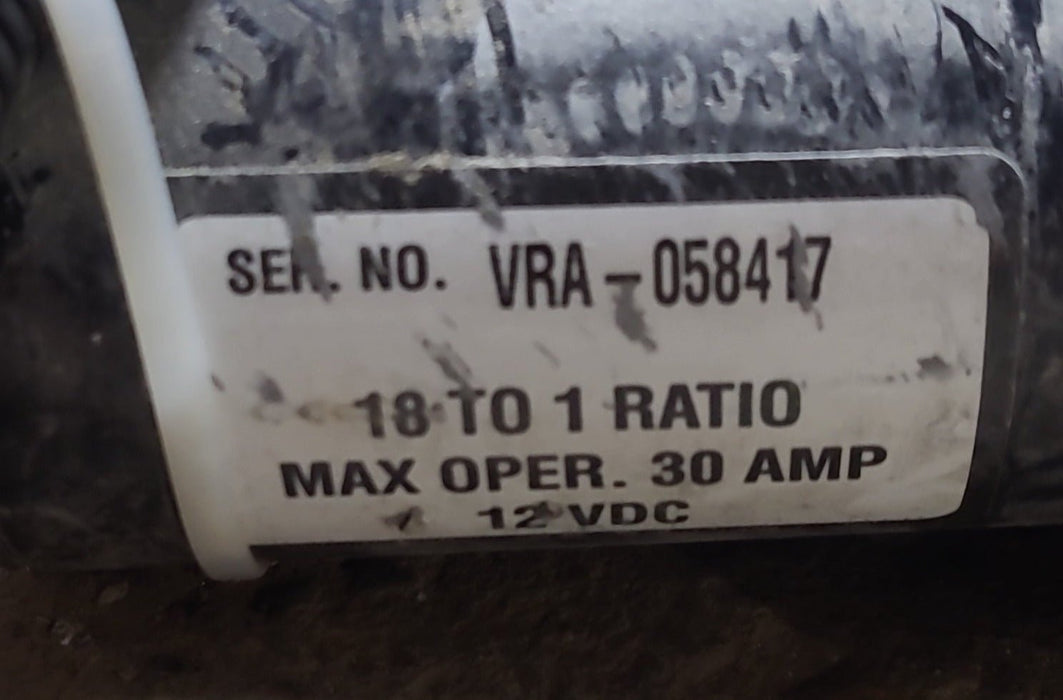 SER. NO. VRA-058417
18 TO 1 RATIO
MAX OPER. 30 AMP
12 VDC